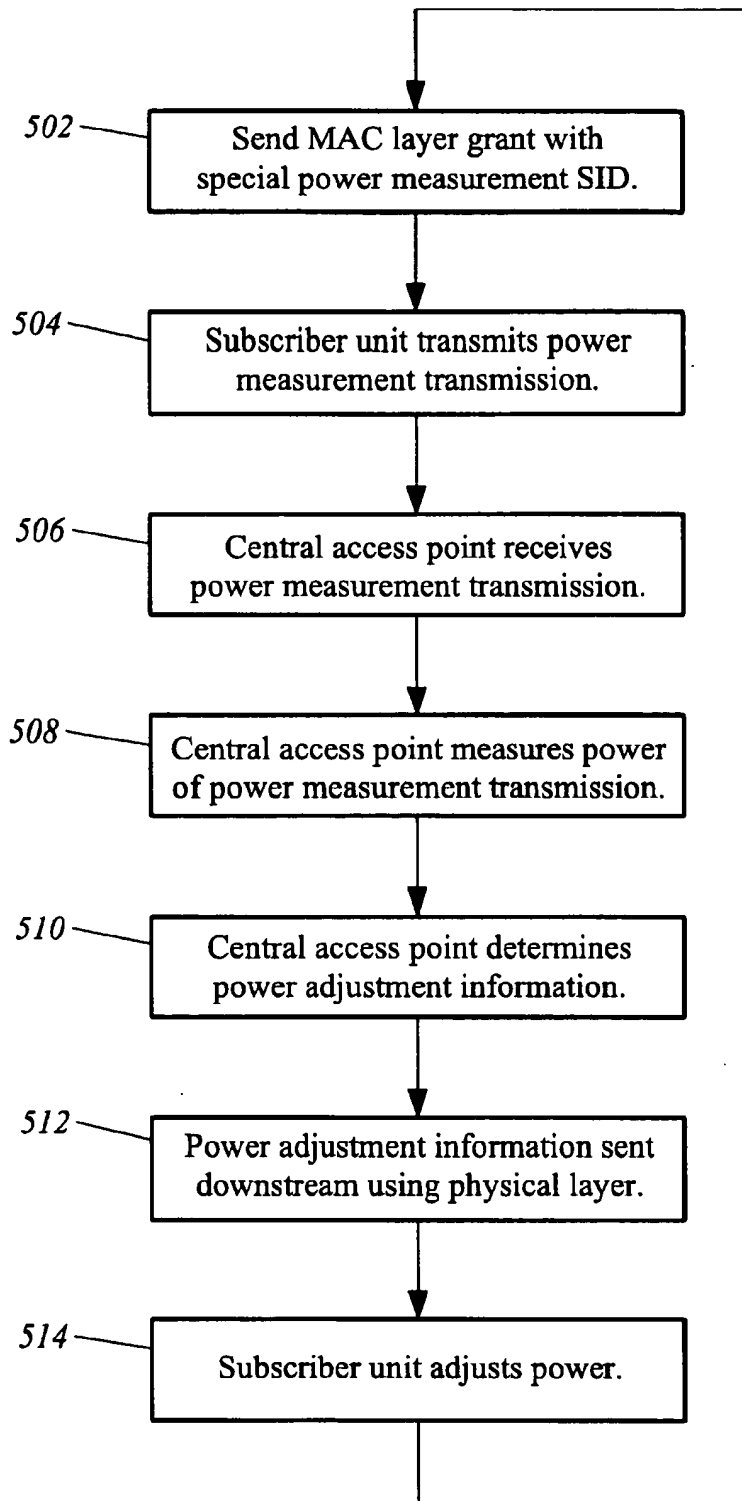 502
Send MAC layer grant with
special power measurement SID.
504
Subscriber unit transmits power
measurement transmission.
506
Central access point receives
power measurement transmission.
508
Central access point measures power
of power measurement transmission.
510
Central access point determines
power adjustment information.
512
Power adjustment information sent
downstream using physical layer.
514
Subscriber unit adjusts power.